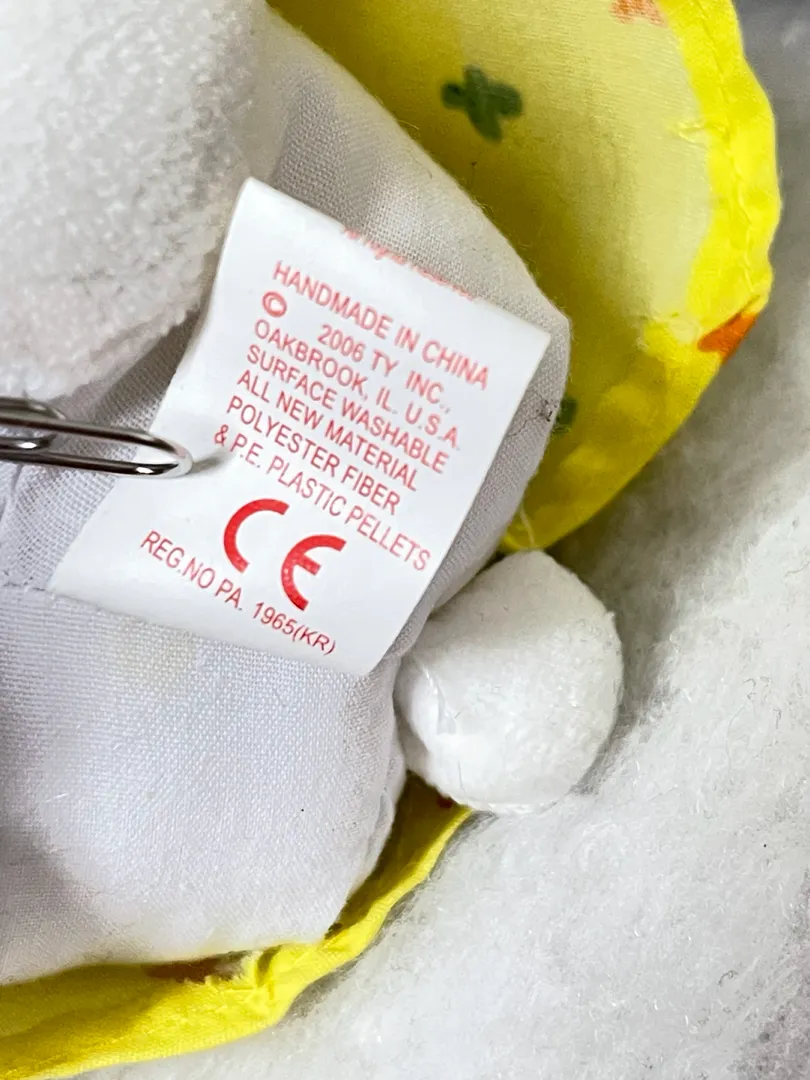 HANDMADE IN CHINA
© 2006 TY INC.,
OAKBROOK, IL. U.S.A.
SURFACE WASHABLE
ALL NEW MATERIAL
POLYESTER FIBER
& P.E. PLASTIC PELLETS
CE
REG.NO PA. 1965(KR)